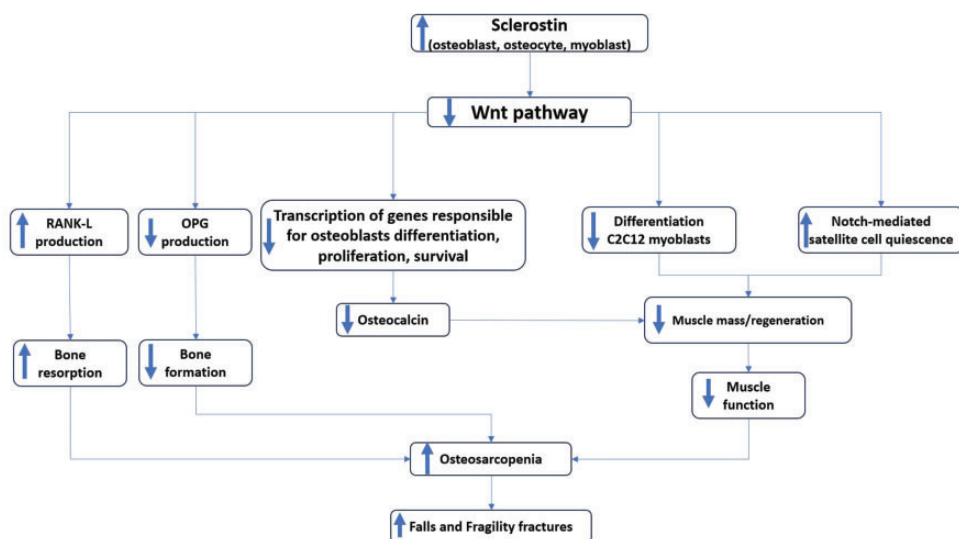 Sclerostin
(osteoblast, osteocyte, myoblast)
Wnt pathway
RANK-L
production
OPG
production
Transcription of genes responsible
for osteoblasts differentiation,
proliferation, survival
Differentiation
C2C12 myoblasts
Notch-mediated
satellite cell quiescence
Osteocalcin
Muscle mass/regeneration
Bone
resorption
Bone
formation
Muscle
function
Osteosarcopenia
Falls and Fragility fractures